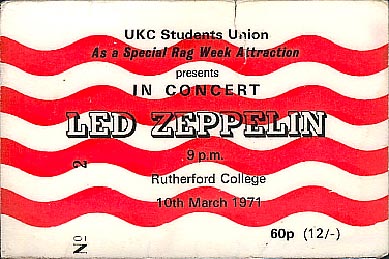 UKC Students Union
As a Special Rag Week Attraction
presents
IN CONCERT
LED ZEPPELIN
9 p.m.
Rutherford College
10th March 1971
60p (12/-)
No 2